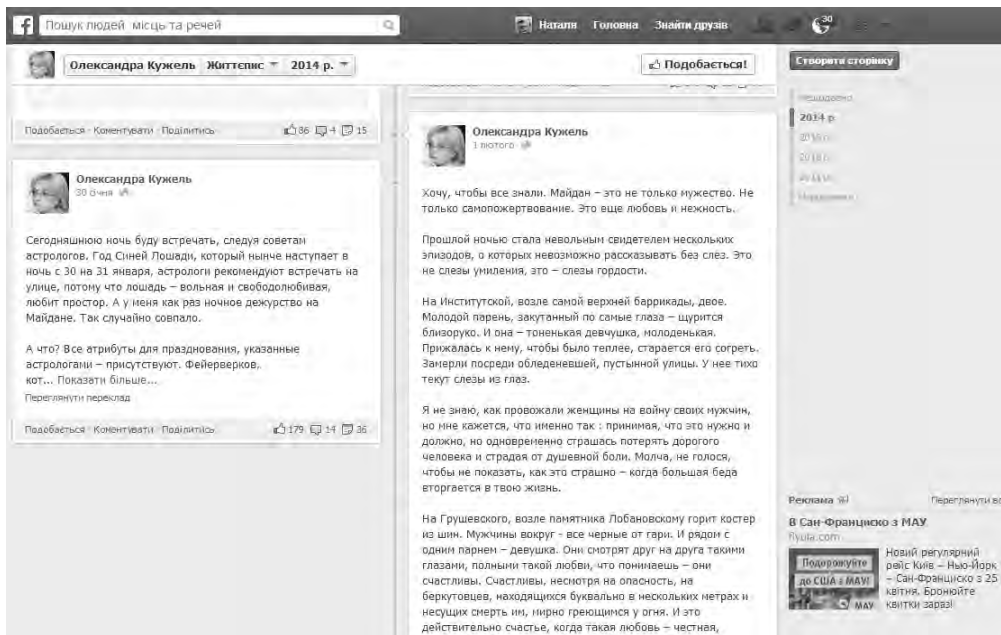 Пошук людей місць та речей
Наталя Головна Знайти друзів
30
Олександра Кужель Життєпис 2014 р.
Подобається!
Створити сторінку
Нещодавно
2014 р.
Подобається · Коментувати · Поділитись 86 4 15
Олександра Кужель
30 січня
Сегодняшнюю ночь буду встречать, следуя советам
астрологов. Год Синей Лошади, который нынче наступает в
ночь с 30 на 31 января, астрологи рекомендуют встречать на
улице, потому что лошадь – вольная и свободолюбивая,
любит простор. А у меня как раз ночное дежурство на
Майдане. Так случайно совпало.
А что? Все атрибуты для празднования, указанные
астрологами – присутствуют. Фейерверков,
кот... Показати більше...
Переглянути переклад
Подобається · Коментувати · Поділитись 179 14 36
Олександра Кужель
1 лютого
Хочу, чтобы все знали. Майдан – это не только мужество. Не
только самопожертвование. Это еще любовь и нежность.
Прошлой ночью стала невольным свидетелем нескольких
эпизодов, о которых невозможно рассказывать без слез. Это
не слезы умиления, это – слезы гордости.
На Институтской, возле самой верхней баррикады, двое.
Молодой парень, закутанный по самые глаза – щурится
близоруко. И она – тоненькая девчушка, молоденькая.
Прижалась к нему, чтобы было теплее, старается его согреть.
Замерли посреди обледеневшей, пустынной улицы. У нее тихо
текут слезы из глаз.
Я не знаю, как провожали женщины на войну своих мужчин,
но мне кажется, что именно так : принимая, что это нужно и
должно, но одновременно страшась потерять дорогого
человека и страдая от душевной боли. Молча, не голося,
чтобы не показать, как это страшно – когда большая беда
вторгается в твою жизнь.
На Грушевского, возле памятника Лобановскому горит костер
из шин. Мужчины вокруг - все черные от гари. И рядом с
одним парнем – девушка. Они смотрят друг на друга такими
глазами, полными такой любви, что понимаешь – они
счастливы. Счастливы, несмотря на опасность, на
беркутовцев, находящихся буквально в нескольких метрах и
несущих смерть им, мирно греющимся у огня. И это
действительно счастье, когда такая любовь – честная,
Реклама
Переглянути вс
В Сан-Франциско з МАУ
flyuia.com
Подорожуйте
до США з МАУ!
МАУ
Новий регулярний
рейс Київ – Нью-Йорк
– Сан-Франциско з 25
квітня. Бронюйте
квитки зараз!